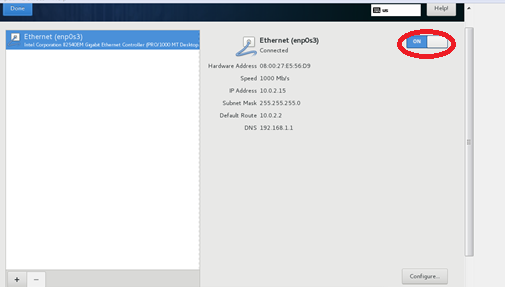 Done
us
Help!
Ethernet (enp0s3)
Intel Corporation 82540EM Gigabit Ethernet Controller (PRO/1000 MT Desktop
Ethernet (enp0s3)
Connected
ON
Hardware Address 08:00:27:E5:56:D9
Speed 1000 Mb/s
IP Address 10.0.2.15
Subnet Mask 255.255.255.0
Default Route 10.0.2.2
DNS 192.168.1.1
+
−
Configure...